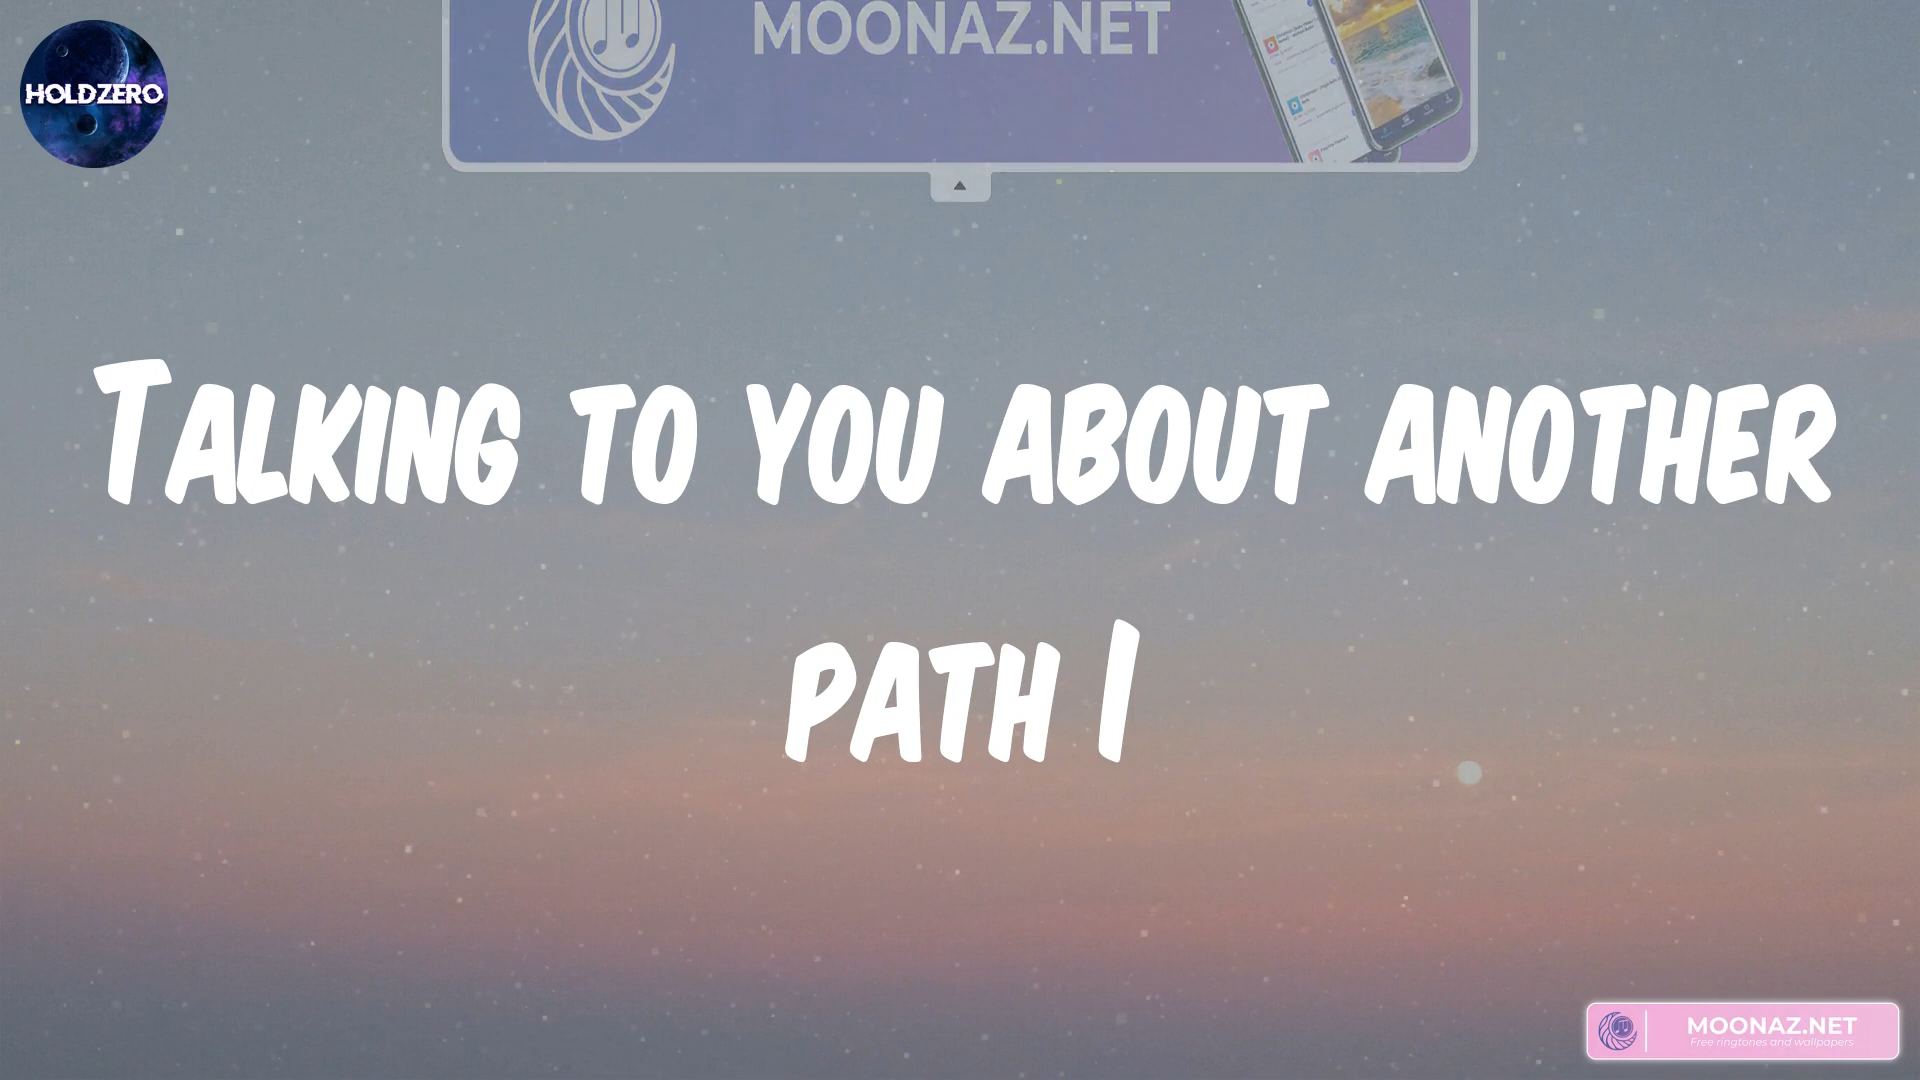 MOONAZ.NET
HOLDZERO
Talking to you about another
path I
MOONAZ.NET
Free ringtones and wallpapers